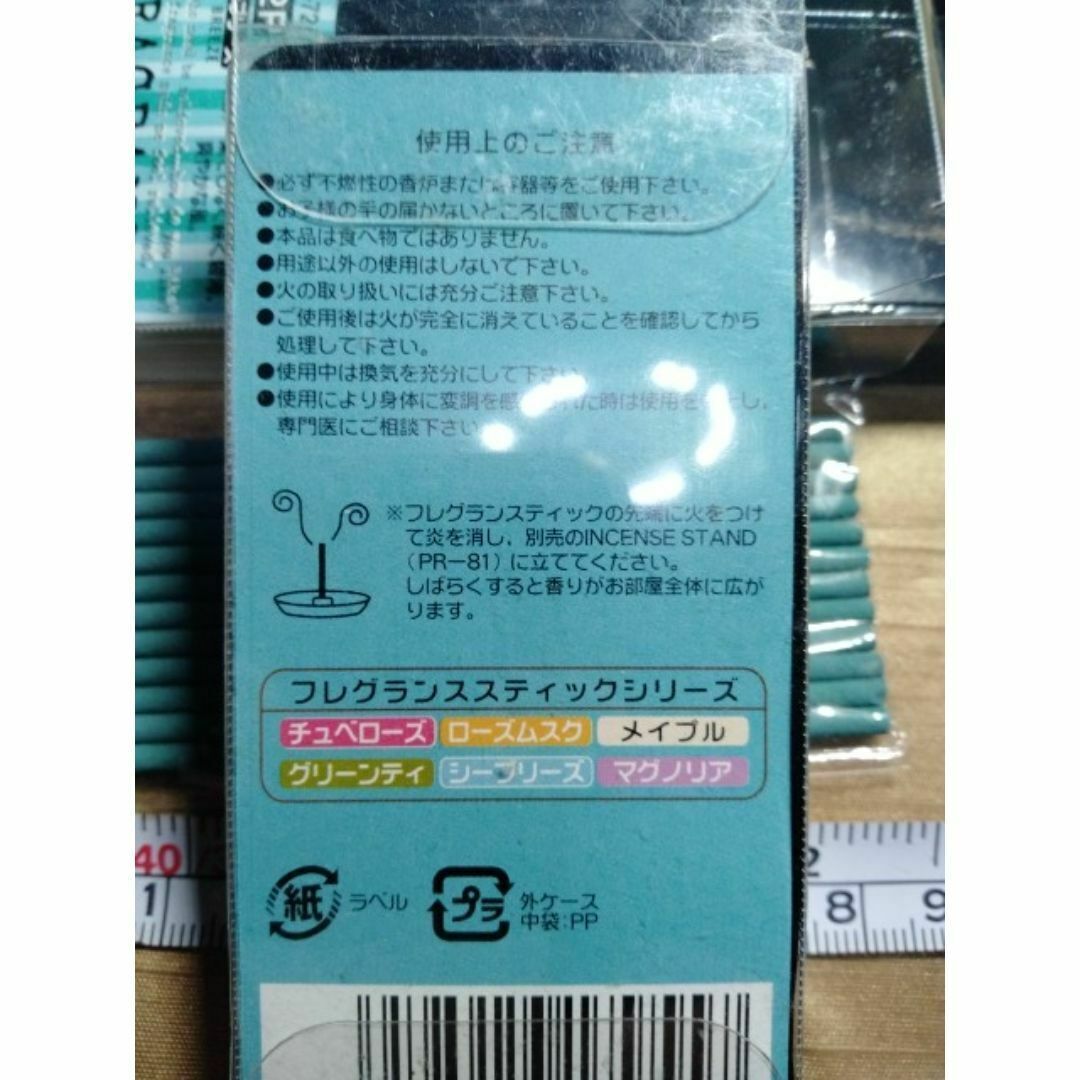 使用上のご注意
●必ず不燃性の香炉または容器等をご使用下さい。
●お子様の手の届かないところに置いて下さい。
●本品は食べ物ではありません。
●用途以外の使用はしないで下さい。
●火の取り扱いには充分ご注意下さい。
●ご使用後は火が完全に消えていることを確認してから
処理して下さい。
●使用中は換気を充分にして下さい
●使用により身体に変調を感 た時は使用を し、
専門医にご相談下さい
※フレグランスティックの先端に火をつけ
て炎を消し、別売のINCENSE STAND
(PR－81)に立ててください。
しばらくすると香りがお部屋全体に広が
ります。
フレグランススティックシリーズ
チュベローズ ローズムスク メイプル
グリーンティ シーブリーズ マグノリア
紙 ラベル プラ 外ケース
中袋:PP
40
1
2
8 9